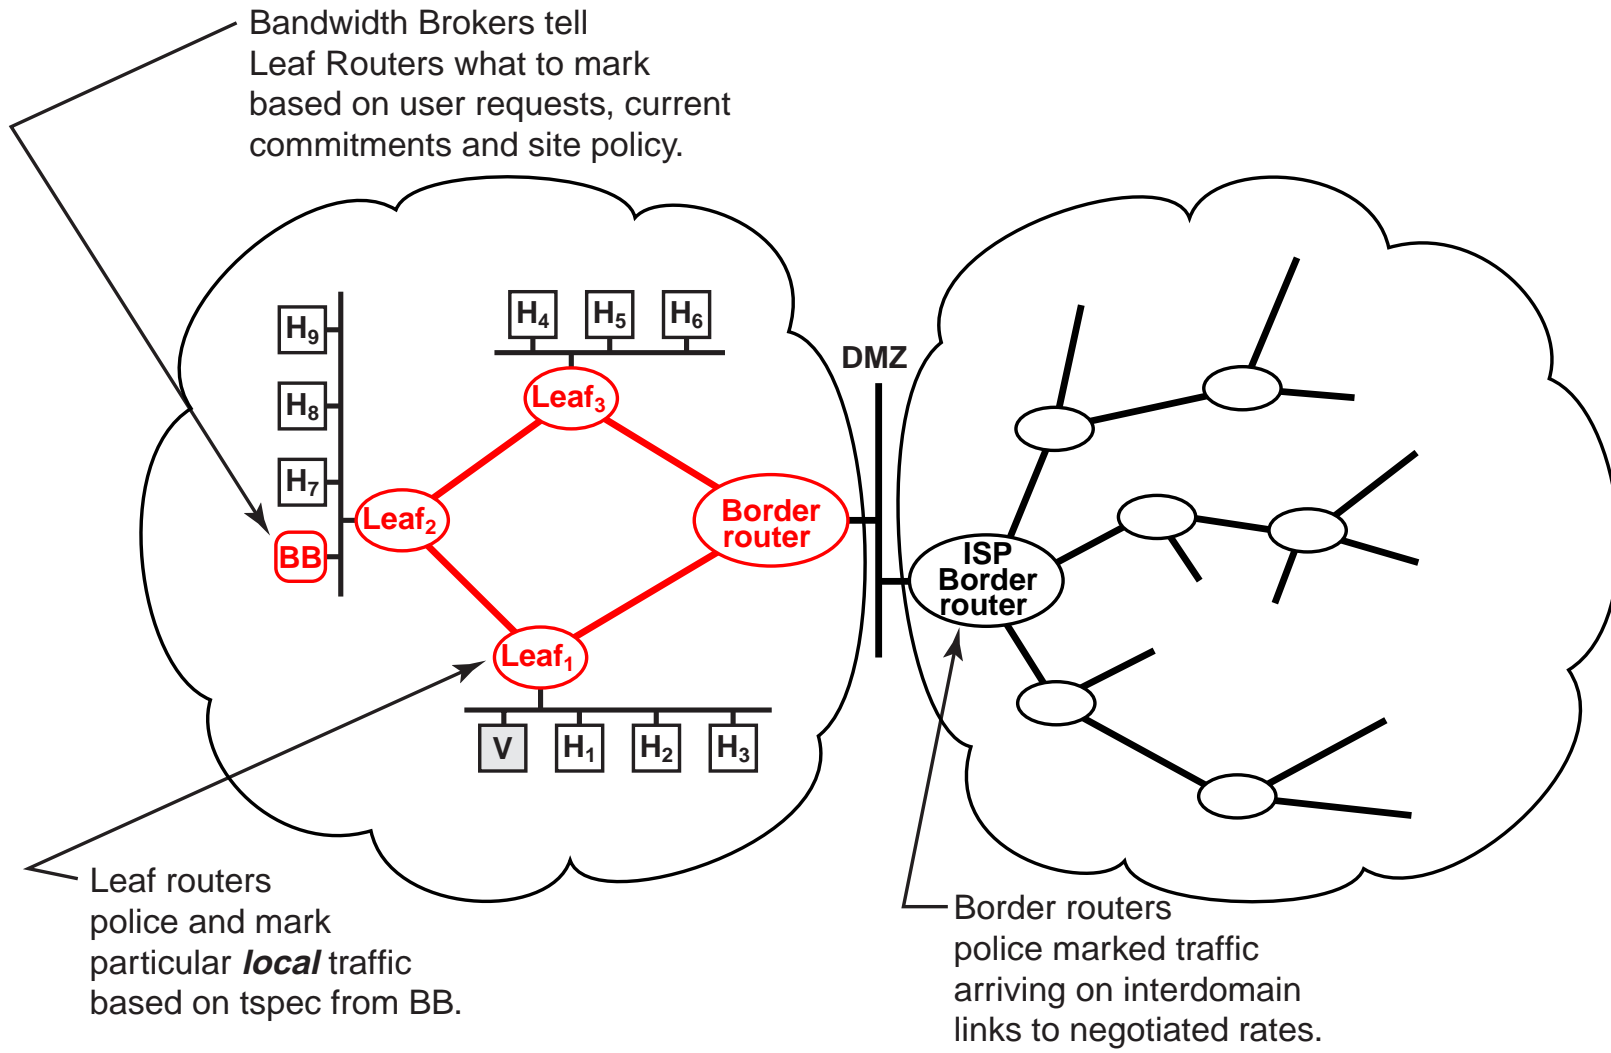 Bandwidth Brokers tell
Leaf Routers what to mark
based on user requests, current
commitments and site policy.
H₄ H₅ H₆
H₉
DMZ
Leaf₃
H₈
H₇
Leaf₂
Border
router
BB
ISP
Border
router
Leaf₁
V H₁ H₂ H₃
Leaf routers
police and mark
particular local traffic
based on tspec from BB.
Border routers
police marked traffic
arriving on interdomain
links to negotiated rates.